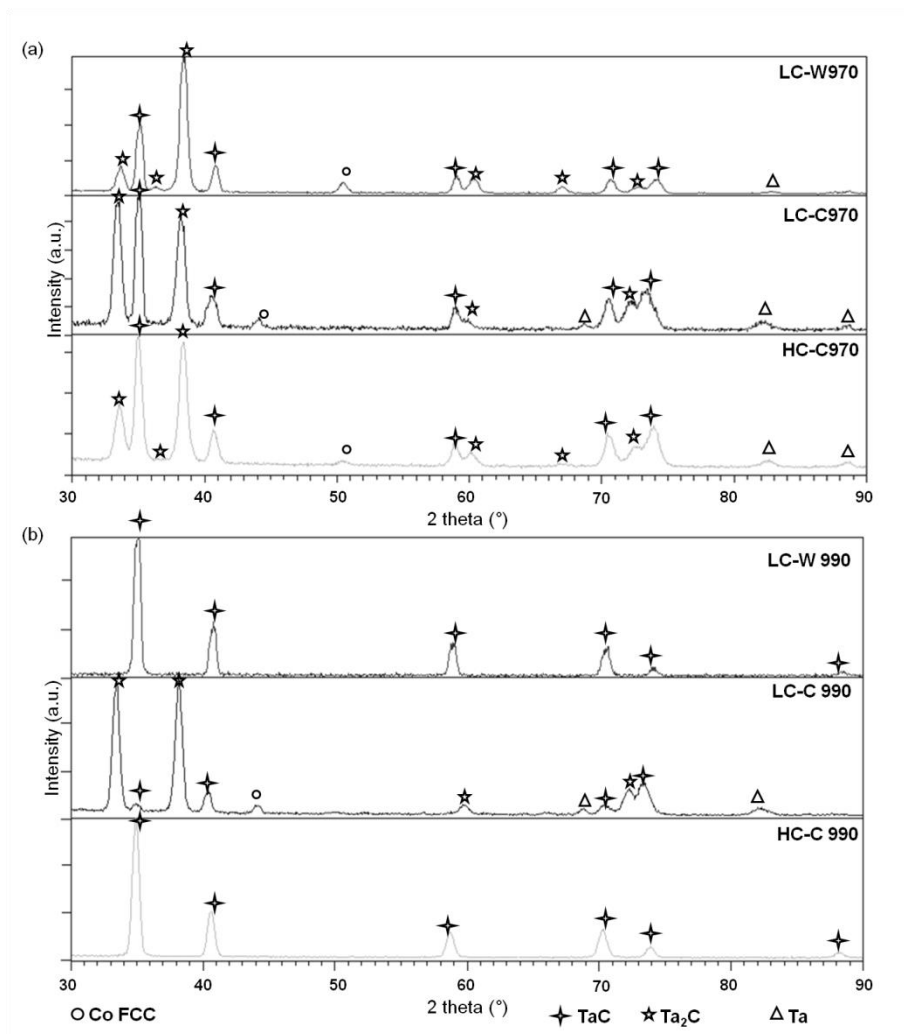 (a)
LC-W970
LC-C970
HC-C970
Intensity (a.u.)
30 40 50 60 70 80 90
2 theta (°)
(b)
LC-W 990
LC-C 990
HC-C 990
Intensity (a.u.)
30 40 50 60 70 80 90
2 theta (°)
Co FCC TaC Ta₂C Ta